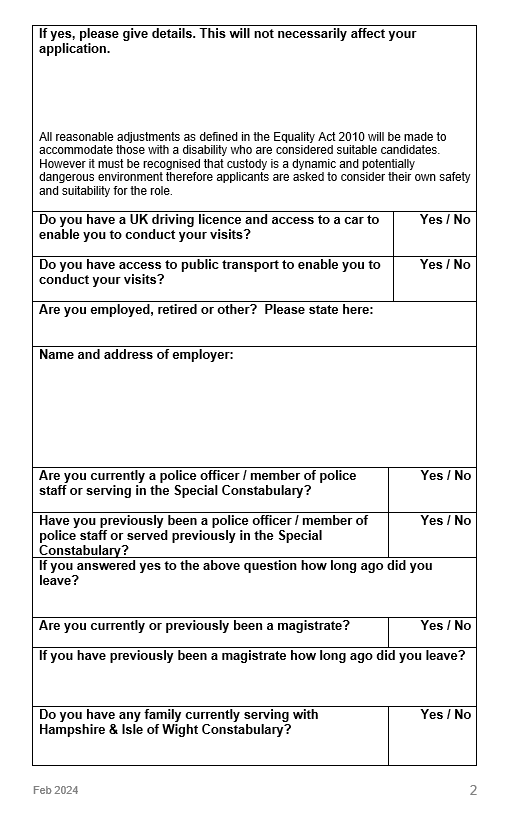 If yes, please give details. This will not necessarily affect your
application.
All reasonable adjustments as defined in the Equality Act 2010 will be made to
accommodate those with a disability who are considered suitable candidates.
However it must be recognised that custody is a dynamic and potentially
dangerous environment therefore applicants are asked to consider their own safety
and suitability for the role.
Do you have a UK driving licence and access to a car to
enable you to conduct your visits?
Yes / No
Do you have access to public transport to enable you to
conduct your visits?
Yes / No
Are you employed, retired or other?  Please state here:
Name and address of employer:
Are you currently a police officer / member of police
staff or serving in the Special Constabulary?
Yes / No
Have you previously been a police officer / member of
police staff or served previously in the Special
Constabulary?
Yes / No
If you answered yes to the above question how long ago did you
leave?
Are you currently or previously been a magistrate?
Yes / No
If you have previously been a magistrate how long ago did you leave?
Do you have any family currently serving with
Hampshire & Isle of Wight Constabulary?
Yes / No
Feb 2024
2